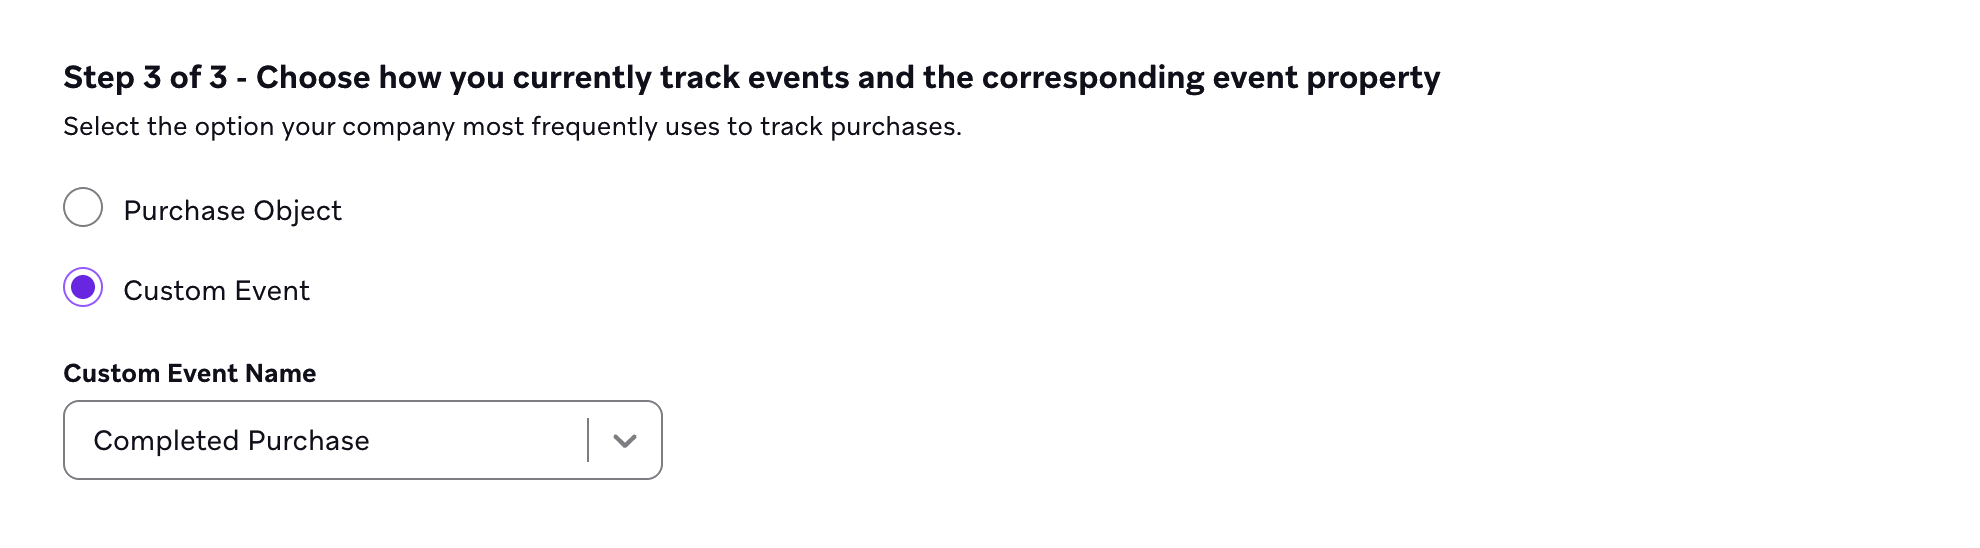 Step 3 of 3 - Choose how you currently track events and the corresponding event property
Select the option your company most frequently uses to track purchases.
Purchase Object
Custom Event
Custom Event Name
Completed Purchase